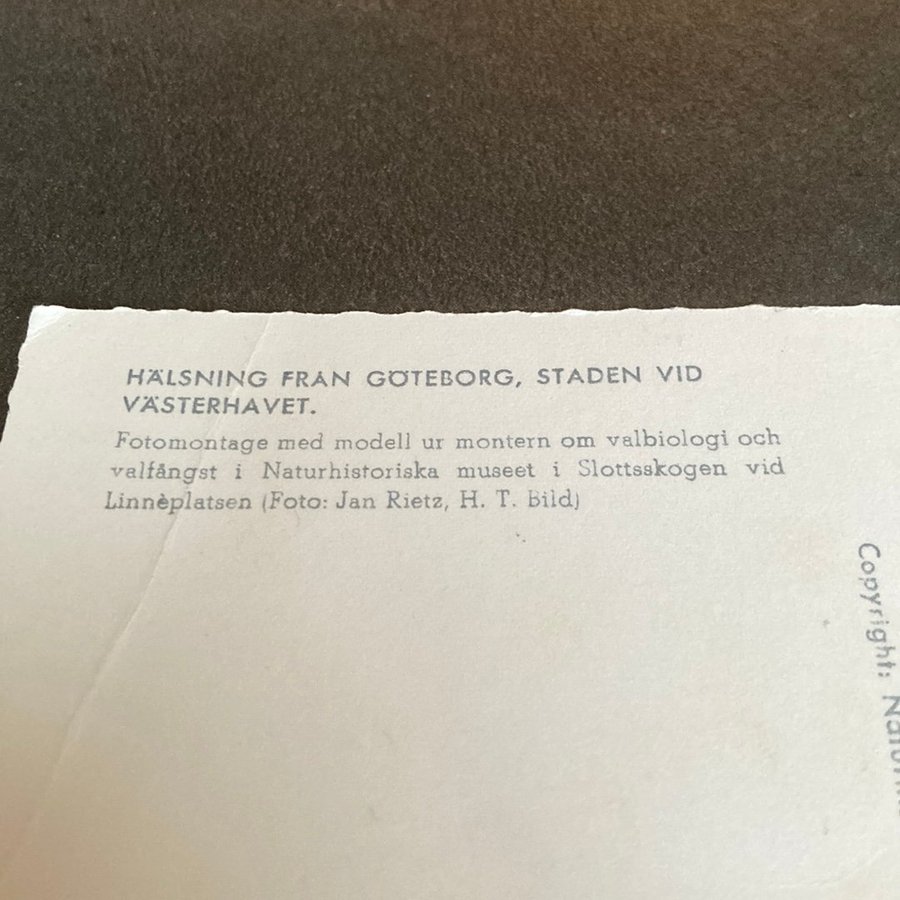 HÄLSNING FRÅN GÖTEBORG, STADEN VID
VÄSTERHAVET.
Fotomontage med modell ur montern om valbiologi och
valfångst i Naturhistoriska museet i Slottsskogen vid
Linnèplatsen (Foto: Jan Rietz, H. T. Bild)
Copyright: